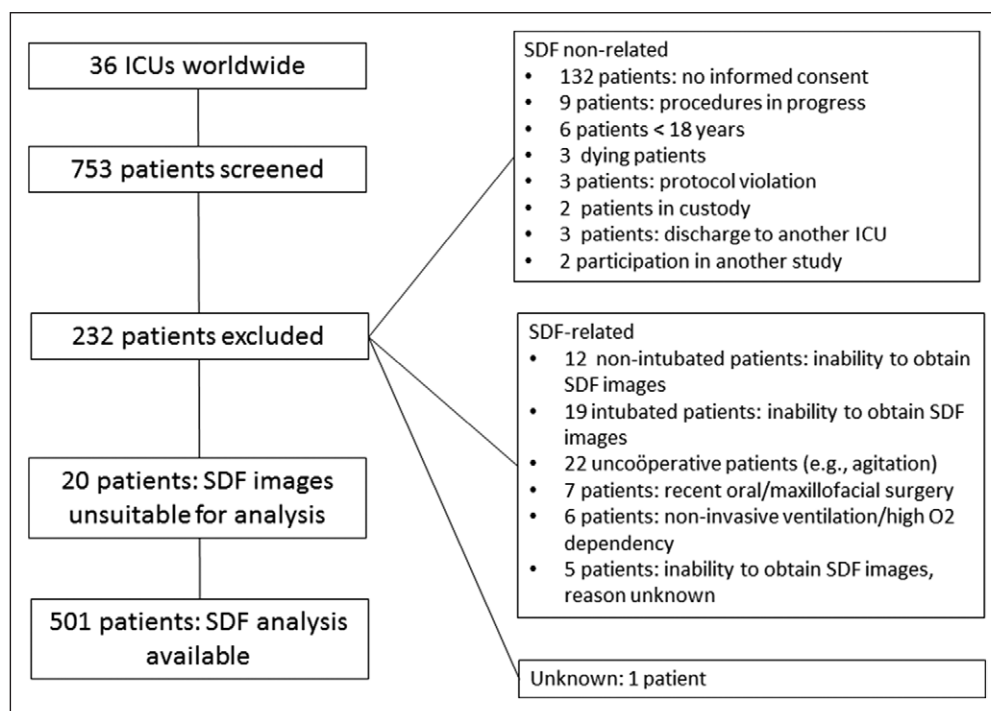 36 ICUs worldwide
753 patients screened
232 patients excluded
20 patients: SDF images
unsuitable for analysis
501 patients: SDF analysis
available
SDF non-related
• 132 patients: no informed consent
• 9 patients: procedures in progress
• 6 patients < 18 years
• 3 dying patients
• 3 patients: protocol violation
• 2 patients in custody
• 3 patients: discharge to another ICU
• 2 participation in another study
SDF-related
• 12 non-intubated patients: inability to obtain
SDF images
• 19 intubated patients: inability to obtain SDF
images
• 22 uncoöperative patients (e.g., agitation)
• 7 patients: recent oral/maxillofacial surgery
• 6 patients: non-invasive ventilation/high O2
dependency
• 5 patients: inability to obtain SDF images,
reason unknown
Unknown: 1 patient